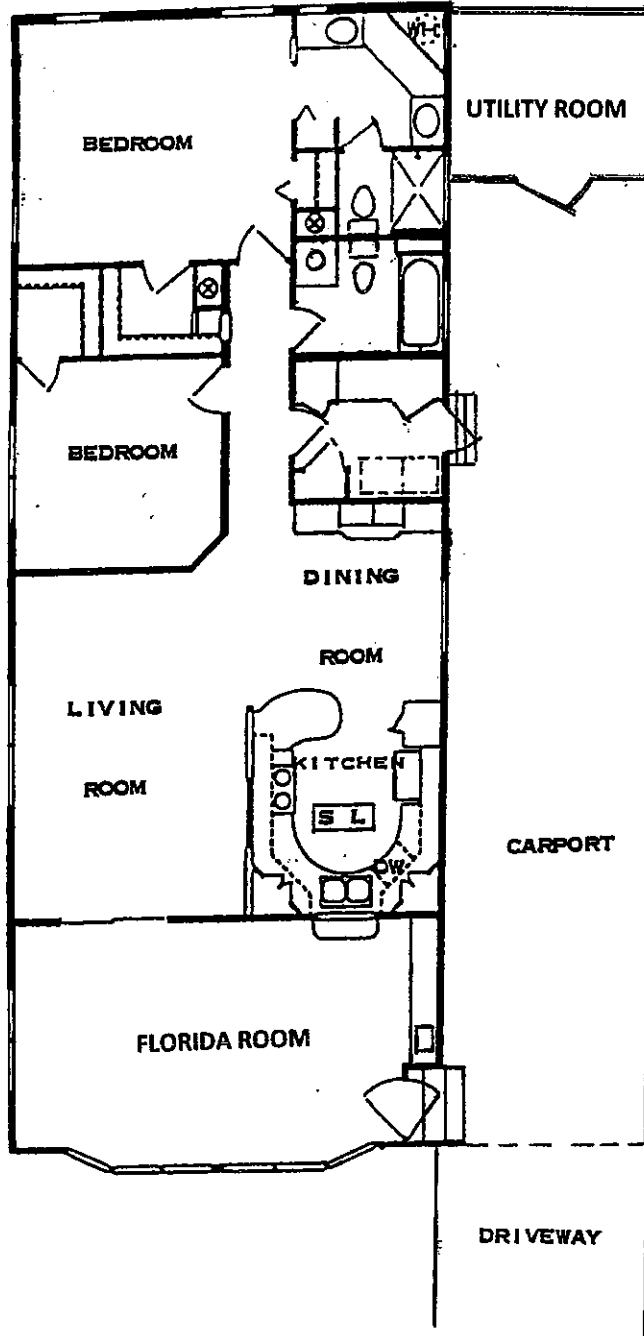 UTILITY ROOM
BEDROOM
BEDROOM
DINING
ROOM
LIVING
ROOM
KITCHEN
S L
DW
CARPORT
FLORIDA ROOM
DRIVEWAY